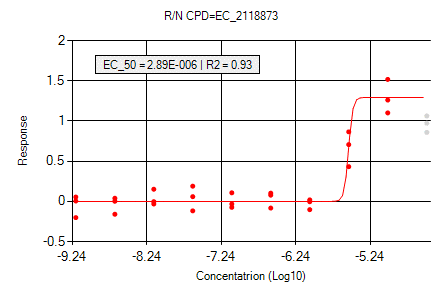 R/N CPD=EC_2118873
EC_50 = 2.89E-006 | R2 = 0.93
Response
2
1.5
1
0.5
0
-0.5
-9.24 -8.24 -7.24 -6.24 -5.24
Concentatrion (Log10)